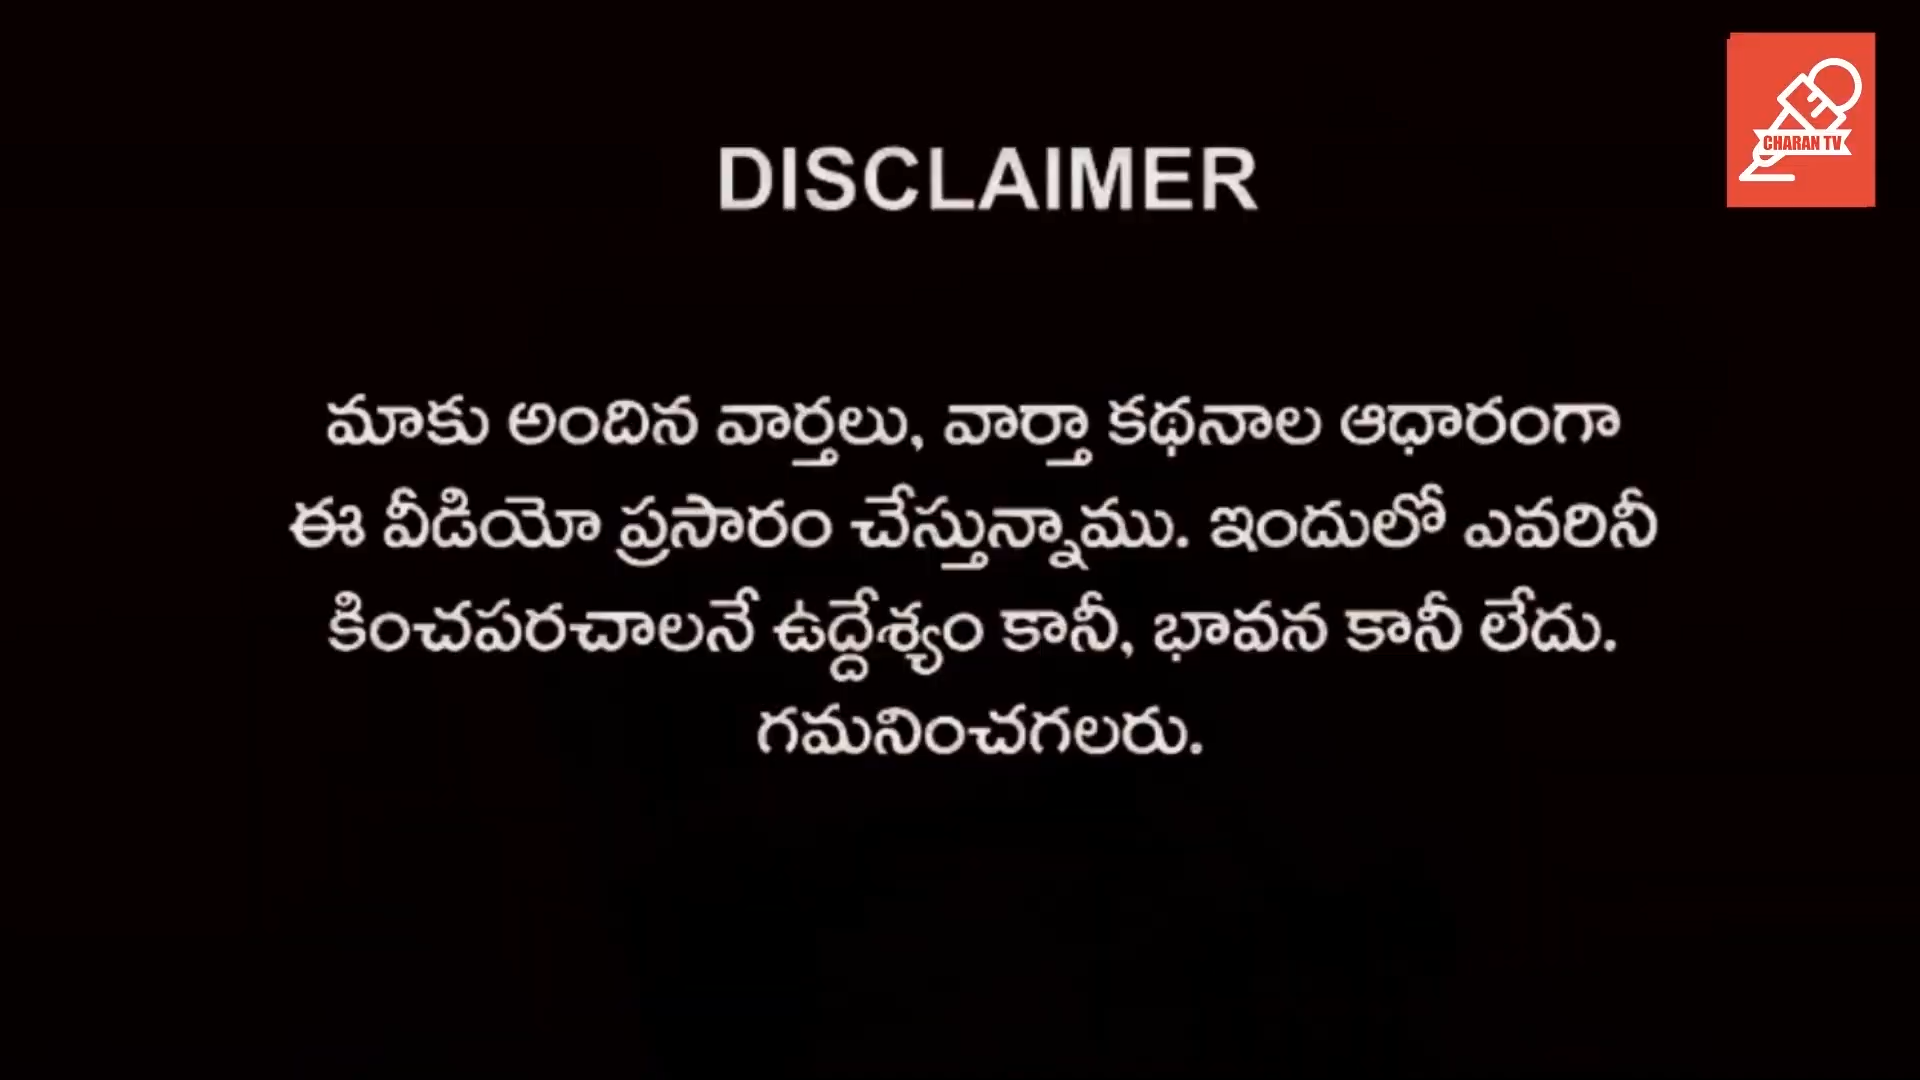 CHARAN TV
DISCLAIMER
మాకు అందిన వార్తలు, వార్తా కథనాల ఆధారంగా
ఈ వీడియో ప్రసారం చేస్తున్నాము. ఇందులో ఎవరినీ
కించపరచాలనే ఉద్దేశ్యం కానీ, భావన కానీ లేదు.
గమనించగలరు.